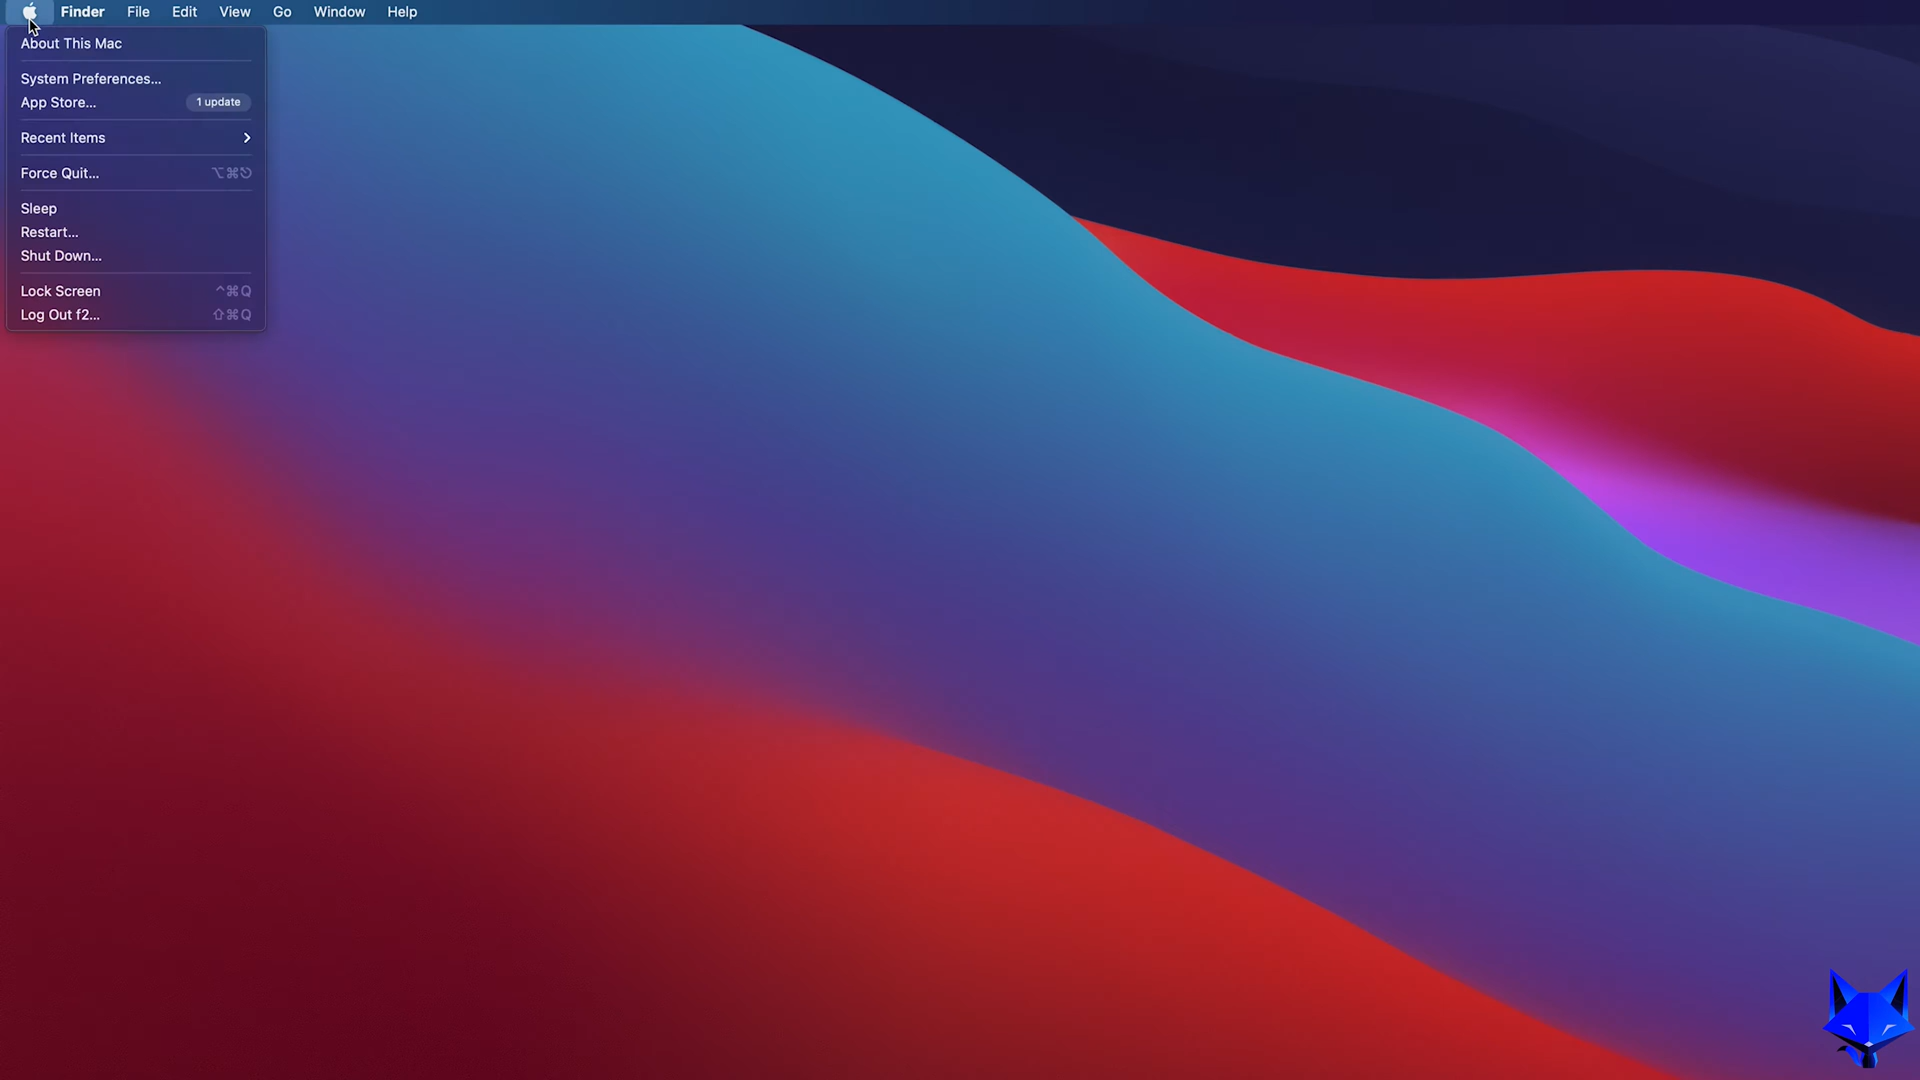 Finder File Edit View Go Window Help
About This Mac
System Preferences...
App Store... 1 update
Recent Items
Force Quit... ⌥⌘⎋
Sleep
Restart...
Shut Down...
Lock Screen ^⌘Q
Log Out f2... ⇧⌘Q